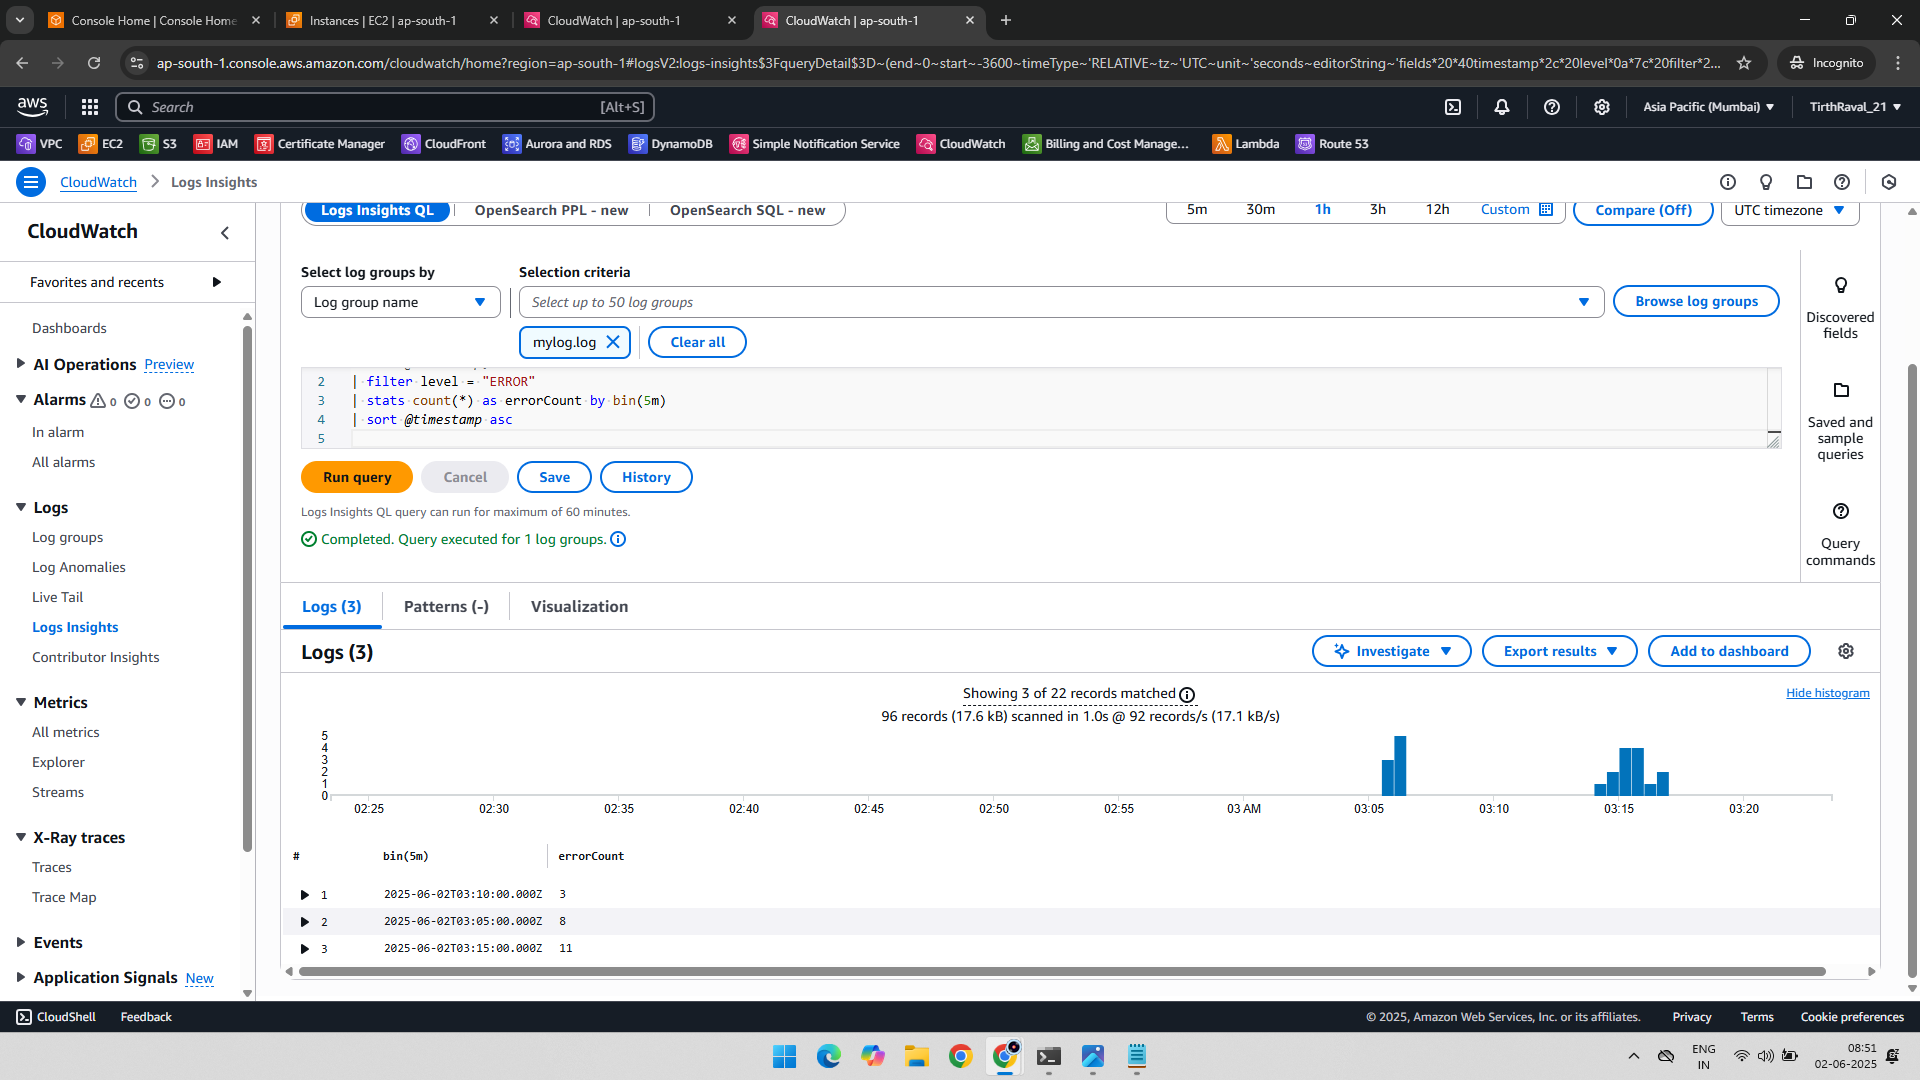 Console Home | Console Home
Instances | EC2 | ap-south-1
CloudWatch | ap-south-1
CloudWatch | ap-south-1
ap-south-1.console.aws.amazon.com/cloudwatch/home?region=ap-south-1#logsV2:logs-insights$3FqueryDetail$3D~(end~0~start~-3600~timeType~'RELATIVE~tz~'UTC~unit~'seconds~editorString~'fields*20*40timestamp*2c*20level*0a*7c*20filter*2...
Incognito
aws
Search
[Alt+S]
Asia Pacific (Mumbai)
TirthRaval_21
VPC
EC2
S3
IAM
Certificate Manager
CloudFront
Aurora and RDS
DynamoDB
Simple Notification Service
CloudWatch
Billing and Cost Manage...
Lambda
Route 53
CloudWatch
Logs Insights
CloudWatch
Favorites and recents
Dashboards
AI Operations Preview
Alarms 0 0 0
In alarm
All alarms
Logs
Log groups
Log Anomalies
Live Tail
Logs Insights
Contributor Insights
Metrics
All metrics
Explorer
Streams
X-Ray traces
Traces
Trace Map
Events
Application Signals New
Logs Insights QL
OpenSearch PPL - new
OpenSearch SQL - new
5m
30m
1h
3h
12h
Custom
Compare (Off)
UTC timezone
Select log groups by
Selection criteria
Log group name
Select up to 50 log groups
Browse log groups
mylog.log
Clear all
2 | filter level = "ERROR"
3 | stats count(*) as errorCount by bin(5m)
4 | sort @timestamp asc
5
Run query
Cancel
Save
History
Logs Insights QL query can run for maximum of 60 minutes.
Completed. Query executed for 1 log groups.
Discovered
fields
Saved and
sample
queries
Query
commands
Logs (3)
Patterns (-)
Visualization
Logs (3)
Investigate
Export results
Add to dashboard
Showing 3 of 22 records matched
96 records (17.6 kB) scanned in 1.0s @ 92 records/s (17.1 kB/s)
Hide histogram
5
4
3
2
1
0
02:25
02:30
02:35
02:40
02:45
02:50
02:55
03 AM
03:05
03:10
03:15
03:20
# bin(5m) errorCount
1 2025-06-02T03:10:00.000Z 3
2 2025-06-02T03:05:00.000Z 8
3 2025-06-02T03:15:00.000Z 11
CloudShell
Feedback
© 2025, Amazon Web Services, Inc. or its affiliates.
Privacy
Terms
Cookie preferences
ENG
IN
08:51
02-06-2025